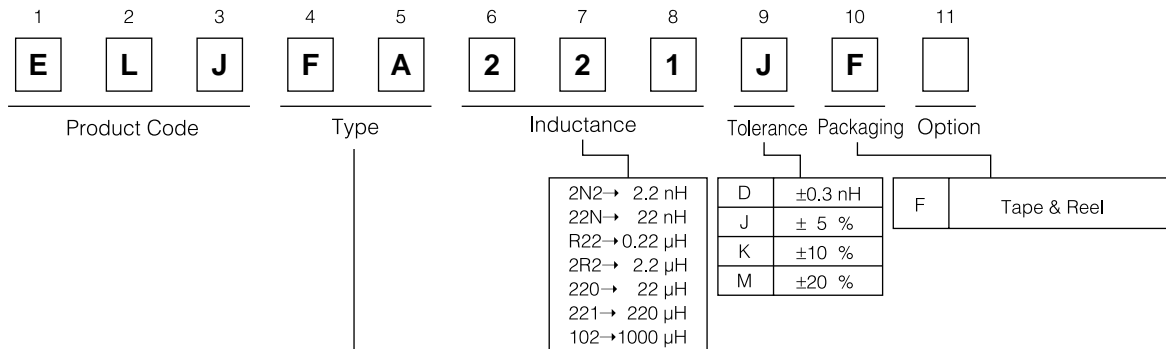 1 2 3 4 5 6 7 8 9 10 11
E L J F A 2 2 1 J F
Product Code Type Inductance Tolerance Packaging Option
2N2→ 2.2 nH
22N→ 22 nH
R22→0.22 µH
2R2→ 2.2 µH
220→ 22 µH
221→ 220 µH
102→1000 µH
D ±0.3 nH
J ± 5 %
K ±10 %
M ±20 %
F Tape & Reel